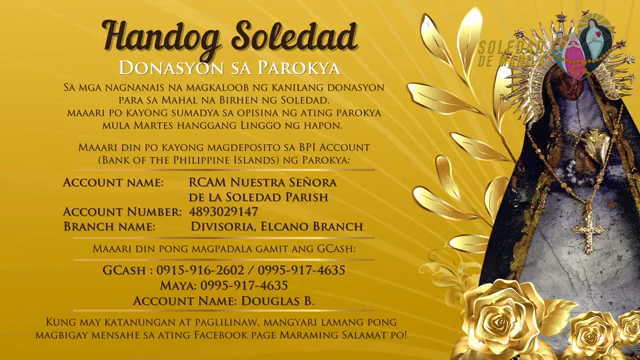 Handog Soledad
DONASYON SA PAROKYA
SA MGA NAGNANAIS NA MAGKALOOB NG KANILANG DONASYON
PARA SA MAHAL NA BIRHEN NG SOLEDAD,
MAAARI PO KAYONG SUMADYA SA OPISINA NG ATING PAROKYA
MULA MARTES HANGGANG LINGGO NG HAPON.
MAAARI DIN PO KAYONG MAGDEPOSITO SA BPI ACCOUNT
(BANK OF THE PHILIPPINE ISLANDS) NG PAROKYA:
ACCOUNT NAME: RCAM NUESTRA SEÑORA
DE LA SOLEDAD PARISH
ACCOUNT NUMBER: 4893029147
BRANCH NAME: DIVISORIA, ELCANO BRANCH
MAAARI DIN PONG MAGPADALA GAMIT ANG GCASH:
GCASH : 0915-916-2602 / 0995-917-4635
MAYA: 0995-917-4635
ACCOUNT NAME: DOUGLAS B.
KUNG MAY KATANUNGAN AT PAGLILINAW, MANGYARI LAMANG PONG
MAGBIGAY MENSAHE SA ATING FACEBOOK PAGE MARAMING SALAMAT PO!
SOLEDAD
DE MANILA